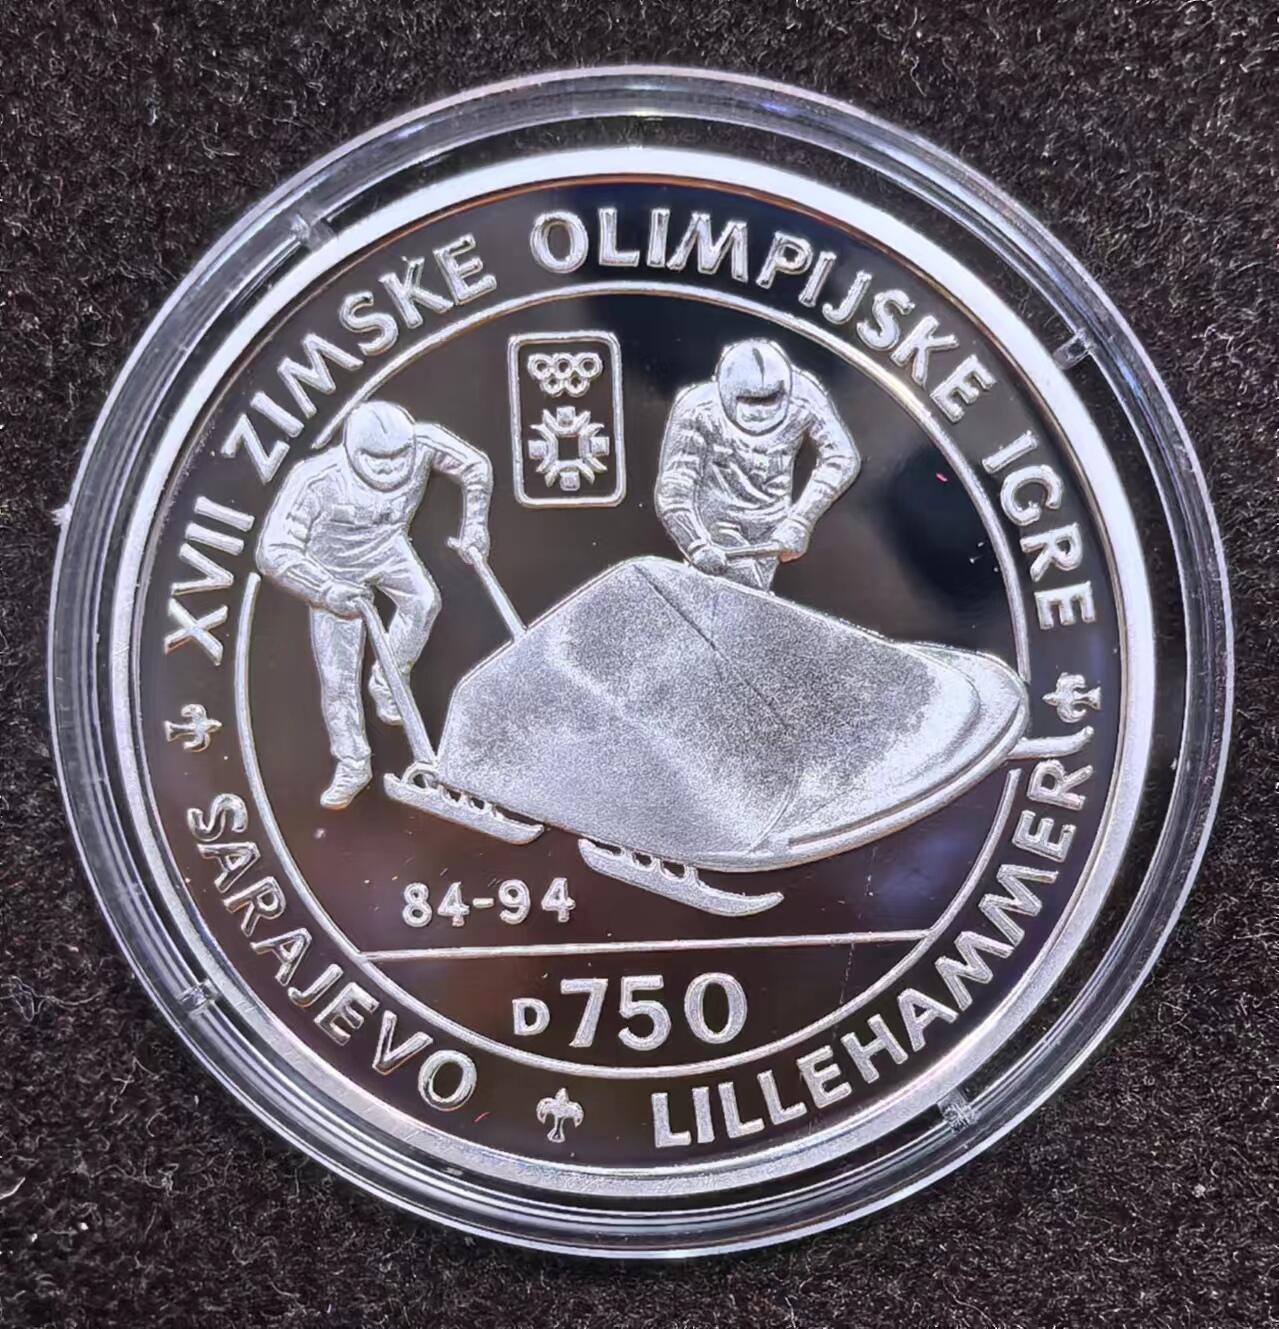 XVII ZIMSKE OLIMPIJSKE IGRE
84-94
D750
SARAJEVO
LILLEHAMMER